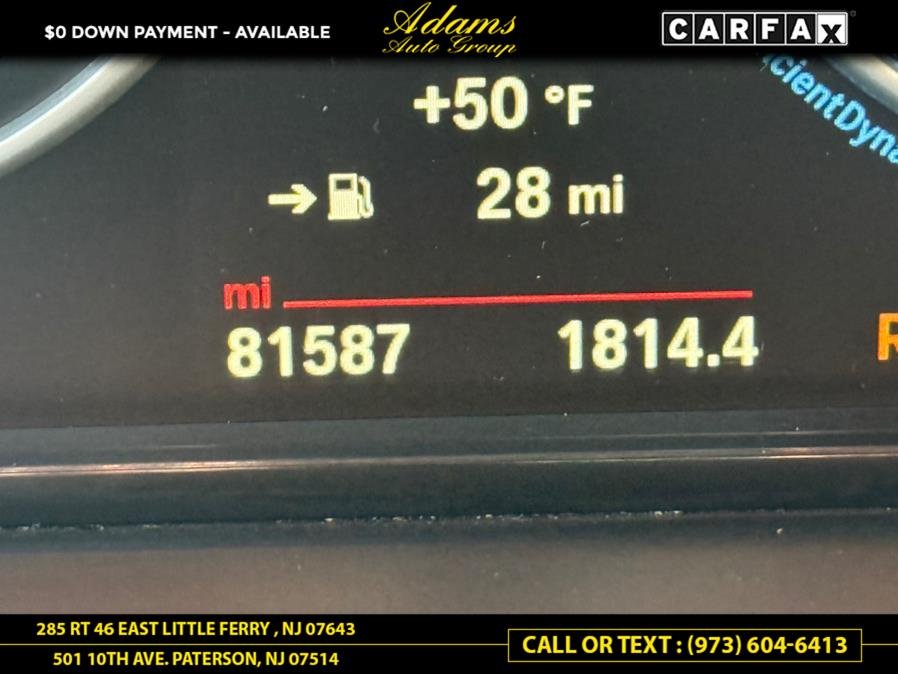 $0 DOWN PAYMENT - AVAILABLE
Adams
Auto Group
CARFAX
+50 °F
28 mi
mi
81587 1814.4
R
285 RT 46 EAST LITTLE FERRY , NJ 07643
501 10TH AVE. PATERSON, NJ 07514
CALL OR TEXT : (973) 604-6413